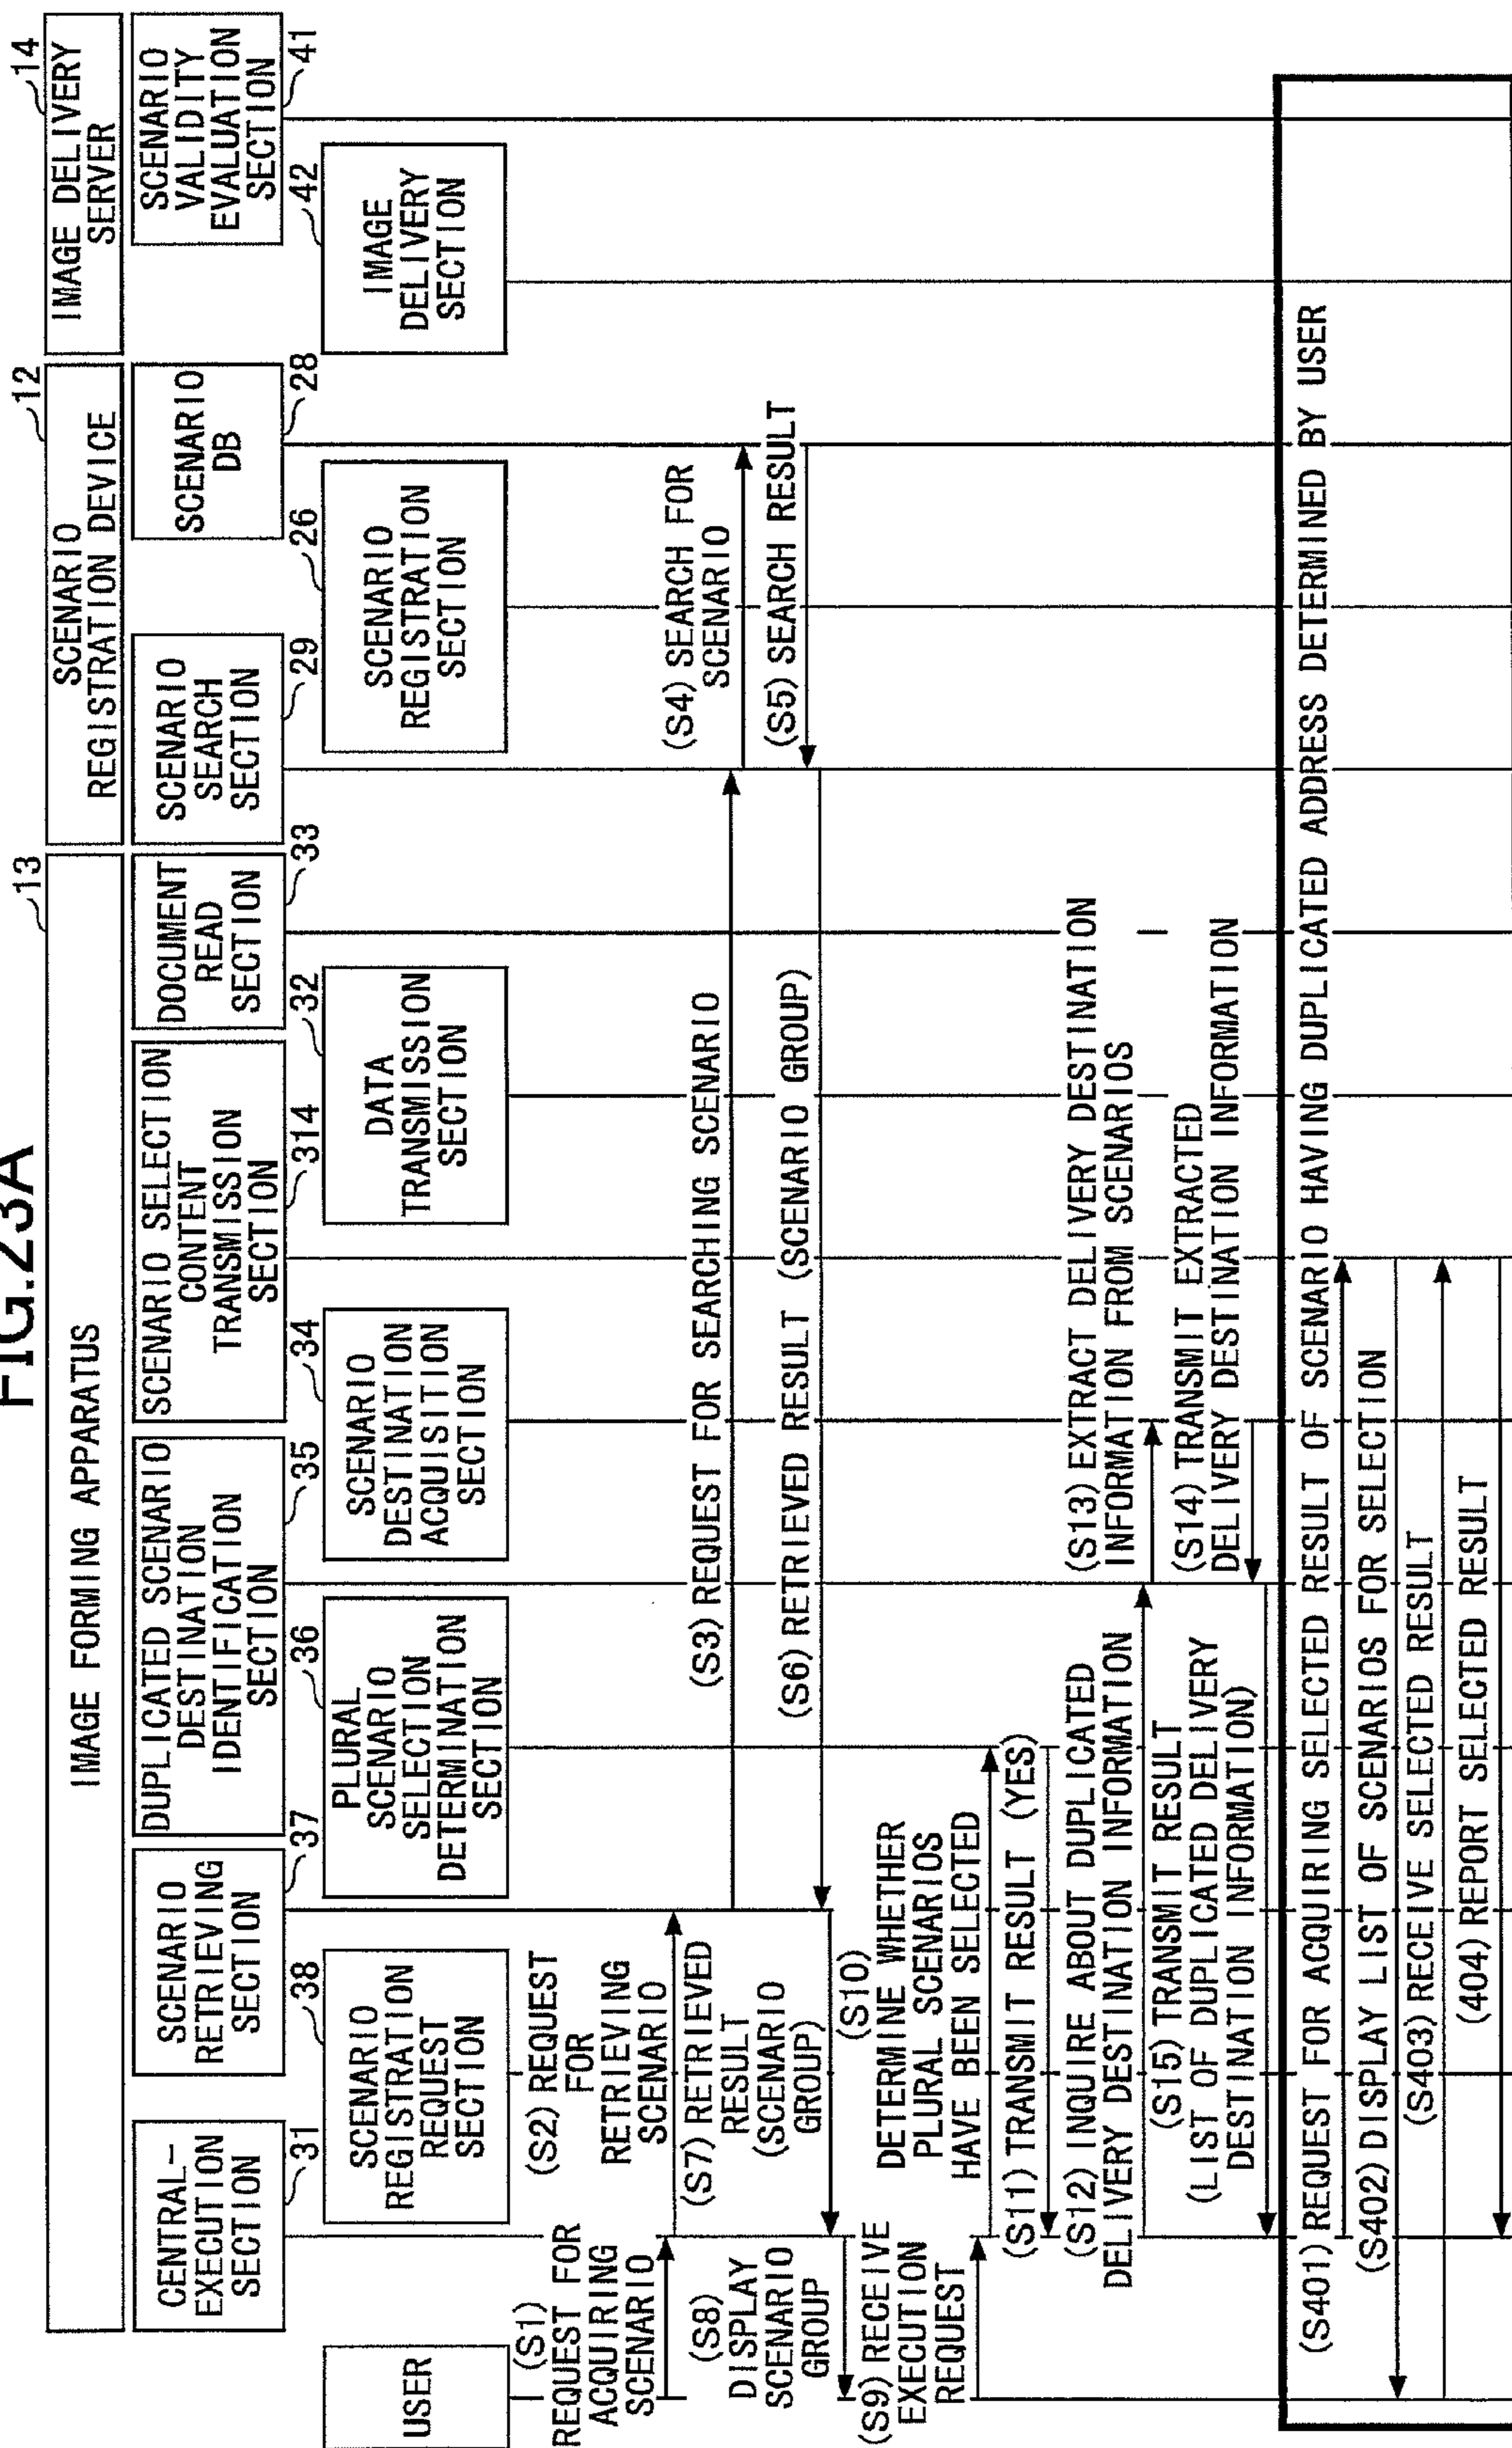 FIG.23A
13
12
14
IMAGE FORMING APPARATUS
SCENARIO
REGISTRATION DEVICE
IMAGE DELIVERY
SERVER
CENTRAL-
EXECUTION
SECTION
31
SCENARIO
RETRIEVING
SECTION
37
DUPLICATED SCENARIO
DESTINATION
IDENTIFICATION
SECTION
35
SCENARIO SELECTION
CONTENT
TRANSMISSION
SECTION
314
DOCUMENT
READ
SECTION
33
SCENARIO
SEARCH
SECTION
29
SCENARIO
DB
28
SCENARIO
VALIDITY
EVALUATION
SECTION
41
USER
SCENARIO
REGISTRATION
REQUEST
SECTION
38
PLURAL
SCENARIO
SELECTION
DETERMINATION
SECTION
36
SCENARIO
DESTINATION
ACQUISITION
SECTION
34
DATA
TRANSMISSION
SECTION
32
SCENARIO
REGISTRATION
SECTION
26
IMAGE
DELIVERY
SECTION
42
(S1)
REQUEST FOR
ACQUIRING
SCENARIO
(S2) REQUEST
FOR
RETRIEVING
SCENARIO
(S3) REQUEST FOR SEARCHING SCENARIO
(S4) SEARCH FOR
SCENARIO
(S5) SEARCH RESULT
(S6) RETRIEVED RESULT (SCENARIO GROUP)
(S7) RETRIEVED
RESULT
(SCENARIO
GROUP)
(S8)
DISPLAY
SCENARIO
GROUP
(S9) RECEIVE
EXECUTION
REQUEST
(S10)
DETERMINE WHETHER
PLURAL SCENARIOS
HAVE BEEN SELECTED
(S11) TRANSMIT RESULT (YES)
(S12) INQUIRE ABOUT DUPLICATED
DELIVERY DESTINATION INFORMATION
(S13) EXTRACT DELIVERY DESTINATION
INFORMATION FROM SCENARIOS
(S14) TRANSMIT EXTRACTED
DELIVERY DESTINATION INFORMATION
(S15) TRANSMIT RESULT
(LIST OF DUPLICATED DELIVERY
DESTINATION INFORMATION)
(S401) REQUEST FOR ACQUIRING SELECTED RESULT OF SCENARIO HAVING DUPLICATED ADDRESS DETERMINED BY USER
(S402) DISPLAY LIST OF SCENARIOS FOR SELECTION
(S403) RECEIVE SELECTED RESULT
(404) REPORT SELECTED RESULT